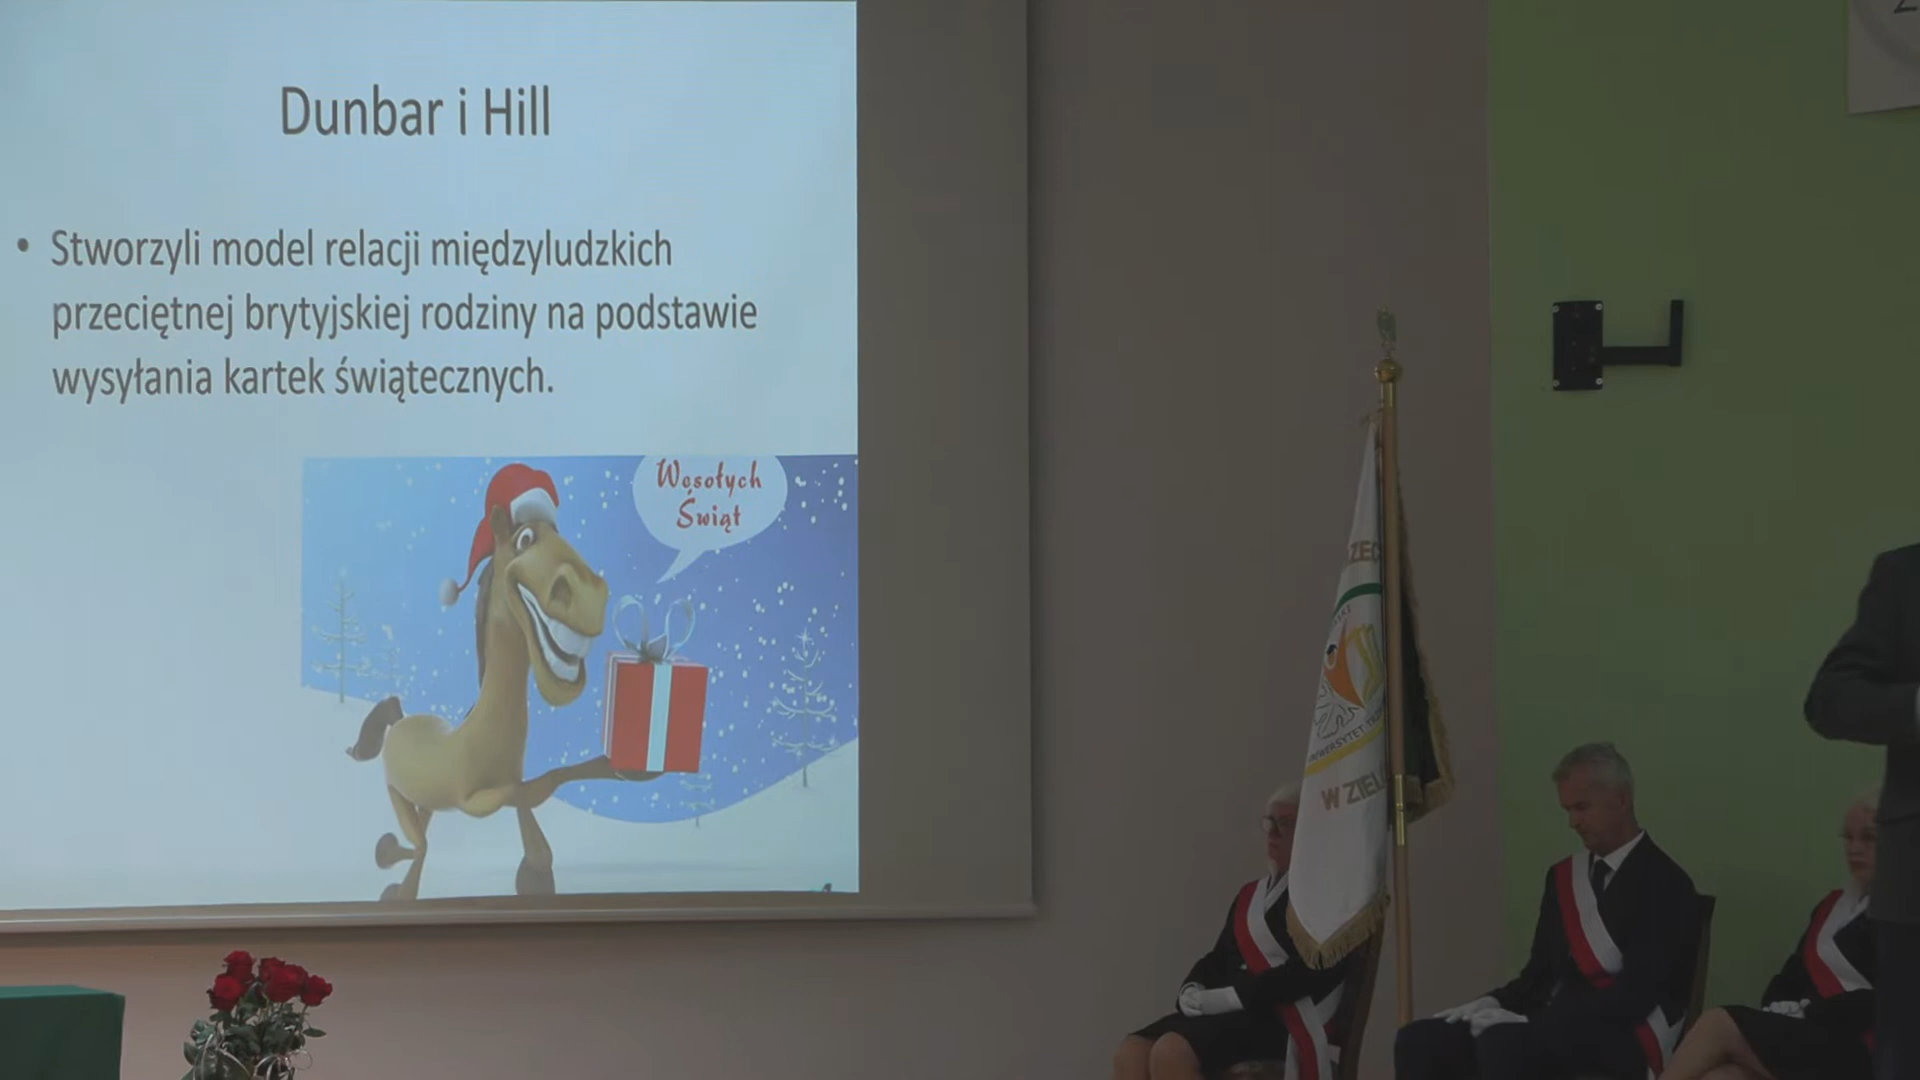 Dunbar i Hill
• Stworzyli model relacji międzyludzkich
przeciętnej brytyjskiej rodziny na podstawie
wysyłania kartek świątecznych.
Wesołych
Świąt
W ZIEL